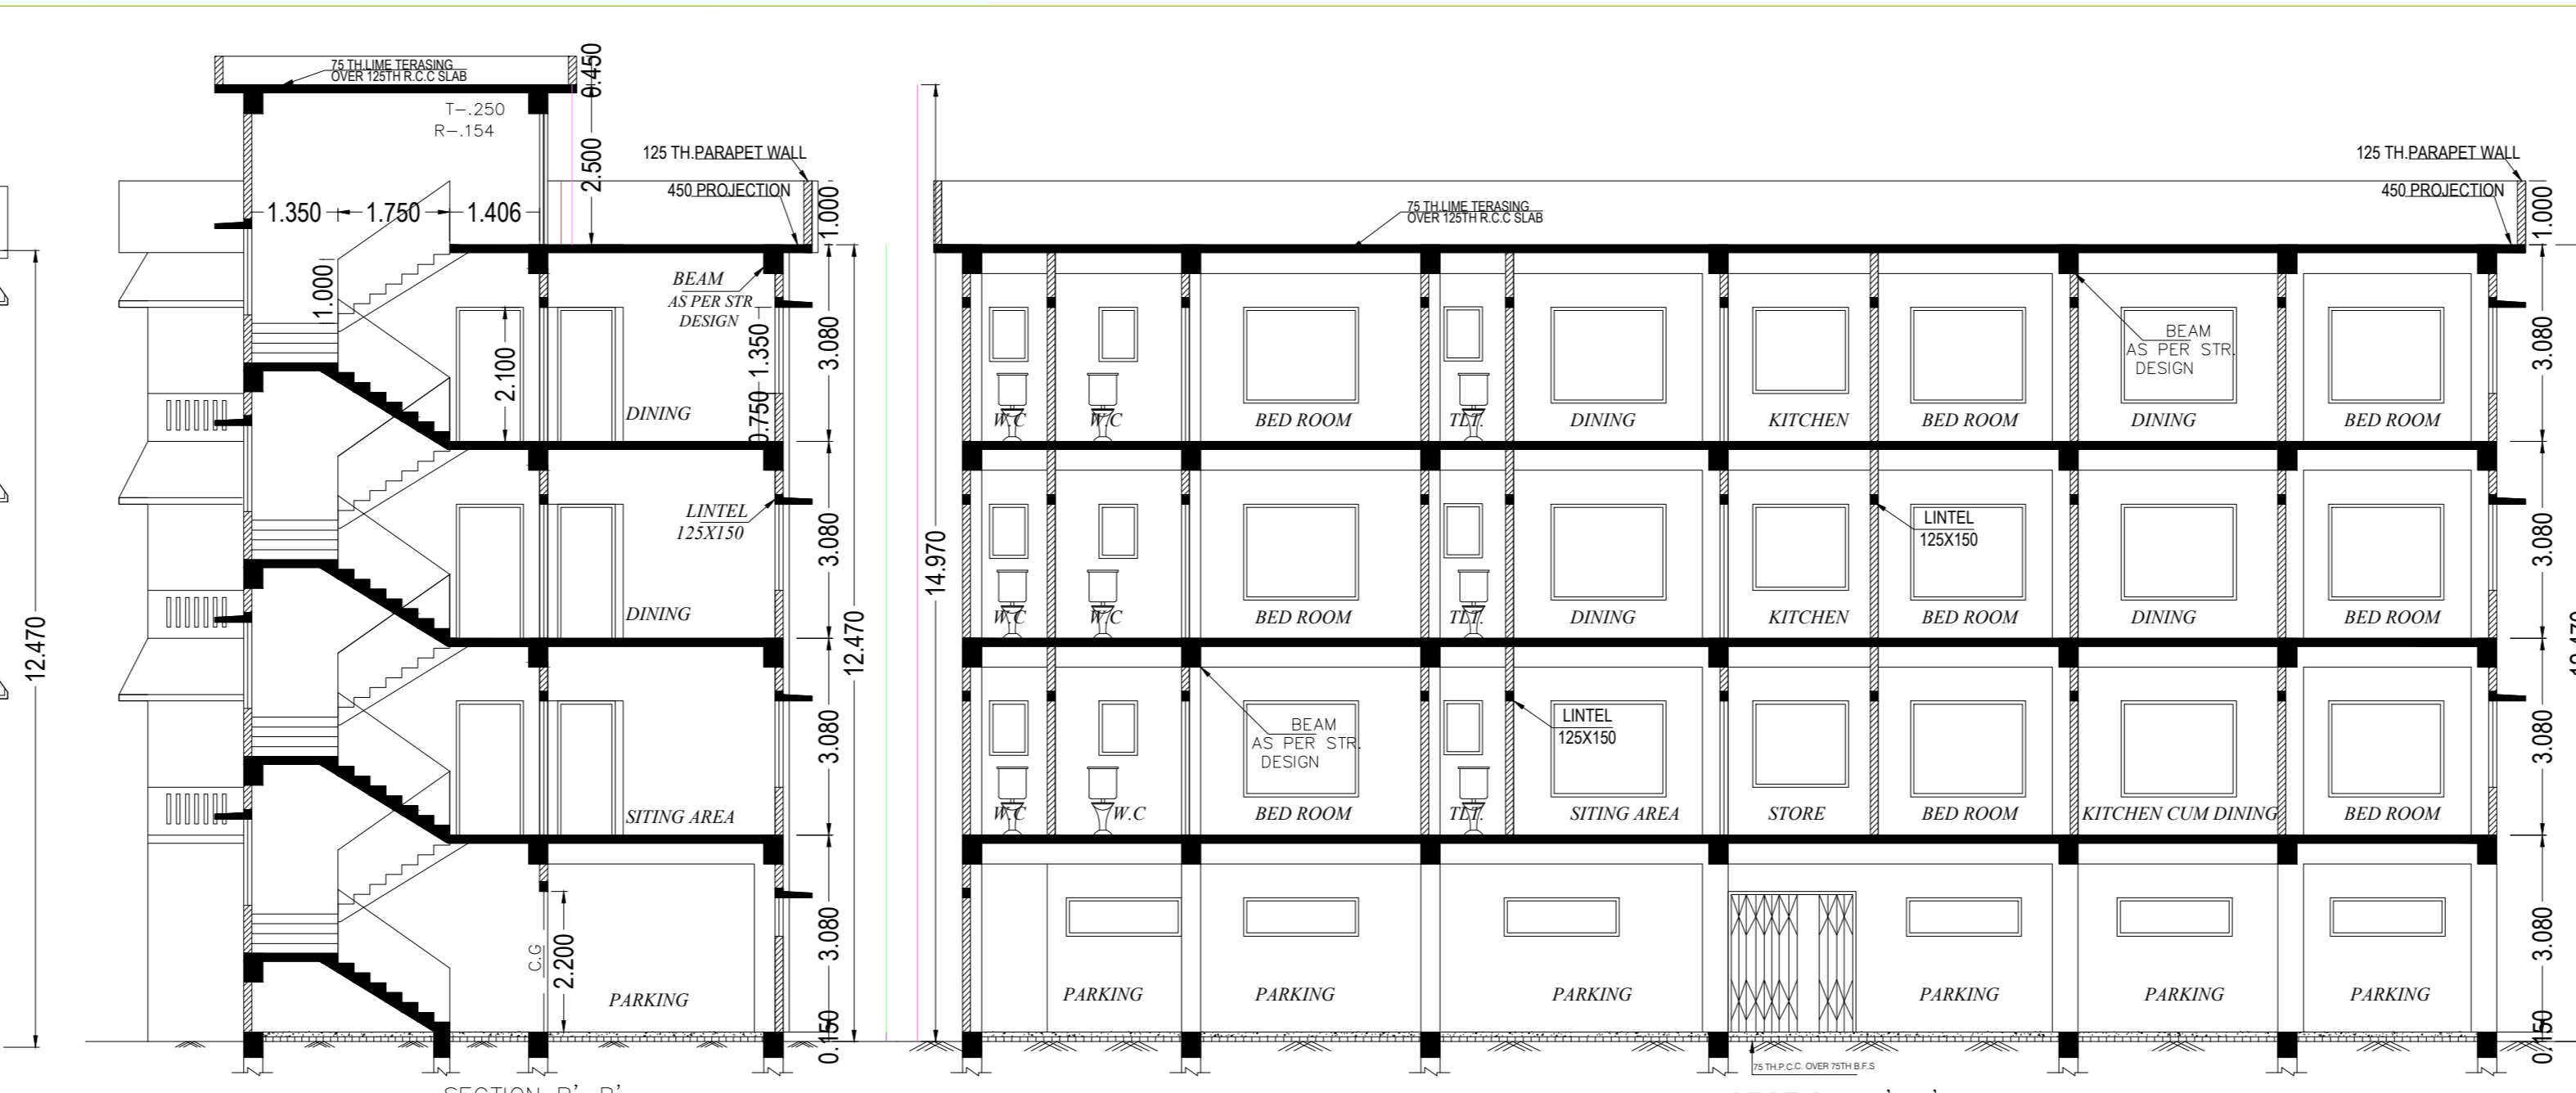 75 TH.LIME TERASING
OVER 125TH R.C.C SLAB
0.450
T-.250
R-.154
2.500
125 TH.PARAPET WALL
450 PROJECTION
1.000
1.350
1.750
1.406
1.000
BEAM
AS PER STR
DESIGN
2.100
1.350
0.750
3.080
DINING
LINTEL
125X150
3.080
DINING
12.470
12.470
3.080
SITING AREA
C.G
2.200
3.080
PARKING
0.150
14.970
75 TH.LIME TERASING
OVER 125TH R.C.C SLAB
125 TH.PARAPET WALL
450 PROJECTION
1.000
BEAM
AS PER STR.
DESIGN
3.080
W.C W.C BED ROOM TLT. DINING KITCHEN BED ROOM DINING BED ROOM
LINTEL
125X150
3.080
W.C W.C BED ROOM TLT. DINING KITCHEN BED ROOM DINING BED ROOM
BEAM
AS PER STR.
DESIGN
LINTEL
125X150
3.080
W.C W.C BED ROOM TLT. SITING AREA STORE BED ROOM KITCHEN CUM DINING BED ROOM
3.080
PARKING PARKING PARKING PARKING PARKING PARKING
0.150
75 TH.P.C.C. OVER 75TH B.F.S